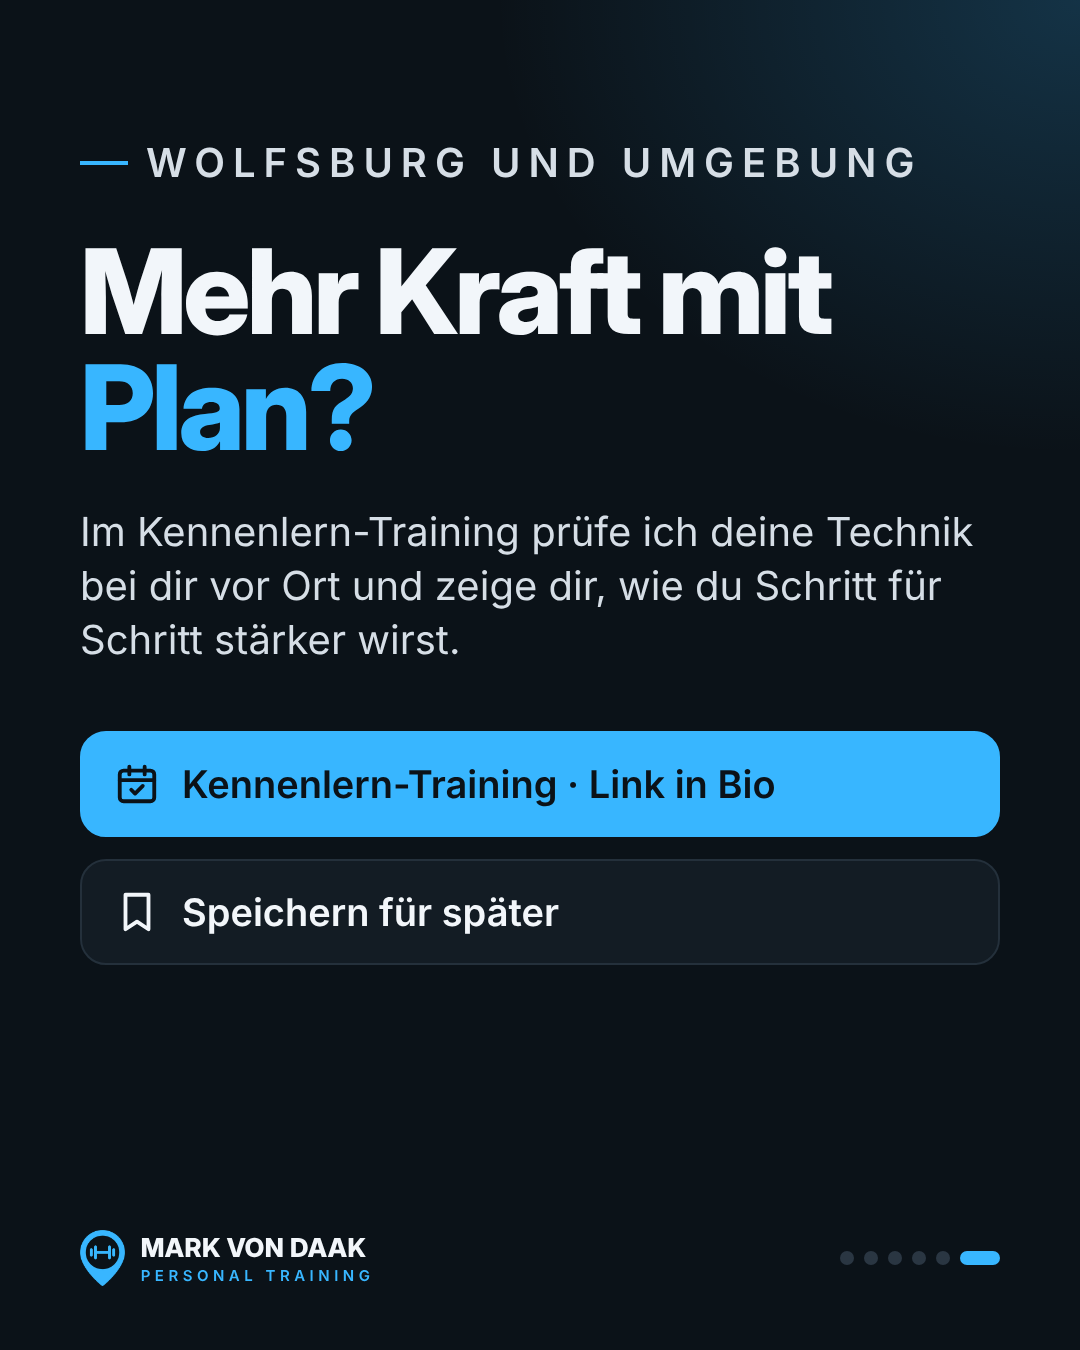 WOLFSBURG UND UMGEBUNG
Mehr Kraft mit
Plan?
Im Kennenlern-Training prüfe ich deine Technik
bei dir vor Ort und zeige dir, wie du Schritt für
Schritt stärker wirst.
Kennenlern-Training · Link in Bio
Speichern für später
MARK VON DAAK
PERSONAL TRAINING